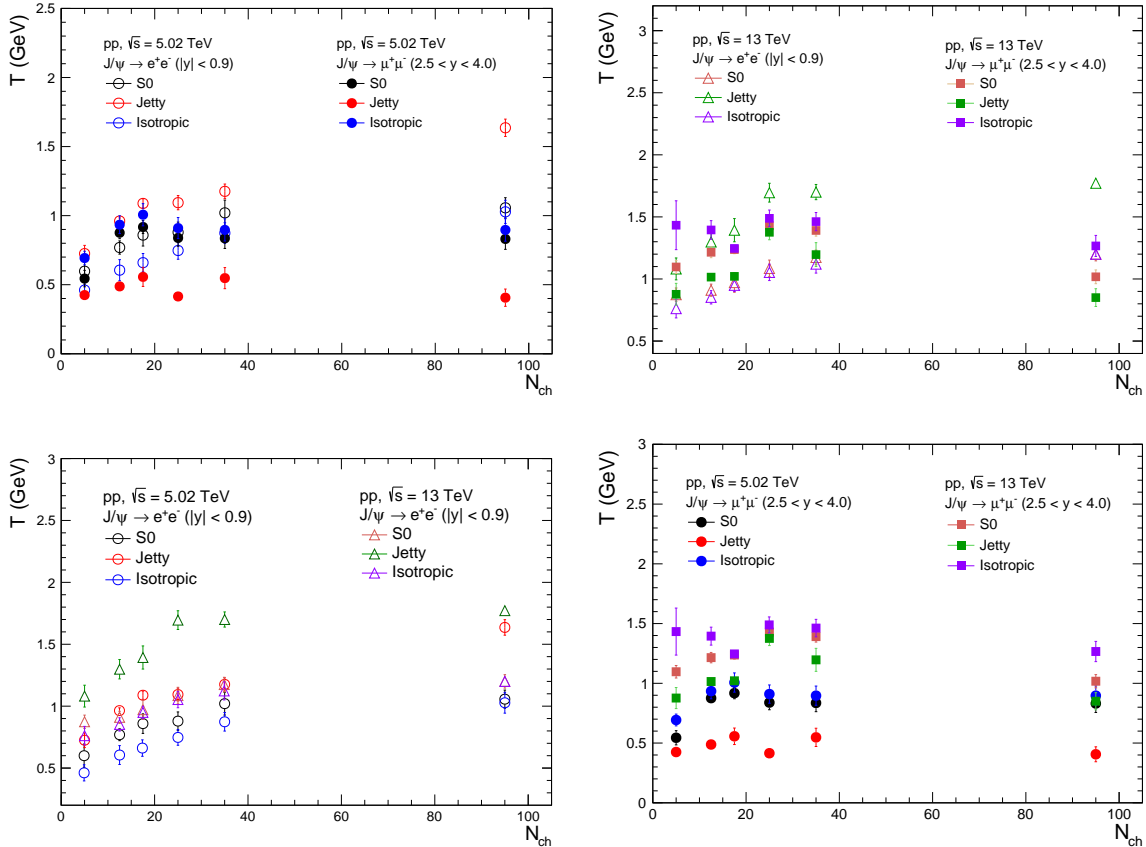 T (GeV)
2.5
2
1.5
1
0.5
0
pp, √s = 5.02 TeV
J/ψ → e⁺e⁻ (|y| < 0.9)
S0
Jetty
Isotropic
pp, √s = 5.02 TeV
J/ψ → μ⁺μ⁻ (2.5 < y < 4.0)
S0
Jetty
Isotropic
0 20 40 60 80 100
N_ch
T (GeV)
3
2.5
2
1.5
1
0.5
pp, √s = 13 TeV
J/ψ → e⁺e⁻ (|y| < 0.9)
S0
Jetty
Isotropic
pp, √s = 13 TeV
J/ψ → μ⁺μ⁻ (2.5 < y < 4.0)
S0
Jetty
Isotropic
0 20 40 60 80 100
N_ch
T (GeV)
3
2.5
2
1.5
1
0.5
pp, √s = 5.02 TeV
J/ψ → e⁺e⁻ (|y| < 0.9)
S0
Jetty
Isotropic
pp, √s = 13 TeV
J/ψ → e⁺e⁻ (|y| < 0.9)
S0
Jetty
Isotropic
0 20 40 60 80 100
N_ch
T (GeV)
3
2.5
2
1.5
1
0.5
0
pp, √s = 5.02 TeV
J/ψ → μ⁺μ⁻ (2.5 < y < 4.0)
S0
Jetty
Isotropic
pp, √s = 13 TeV
J/ψ → μ⁺μ⁻ (2.5 < y < 4.0)
S0
Jetty
Isotropic
0 20 40 60 80 100
N_ch